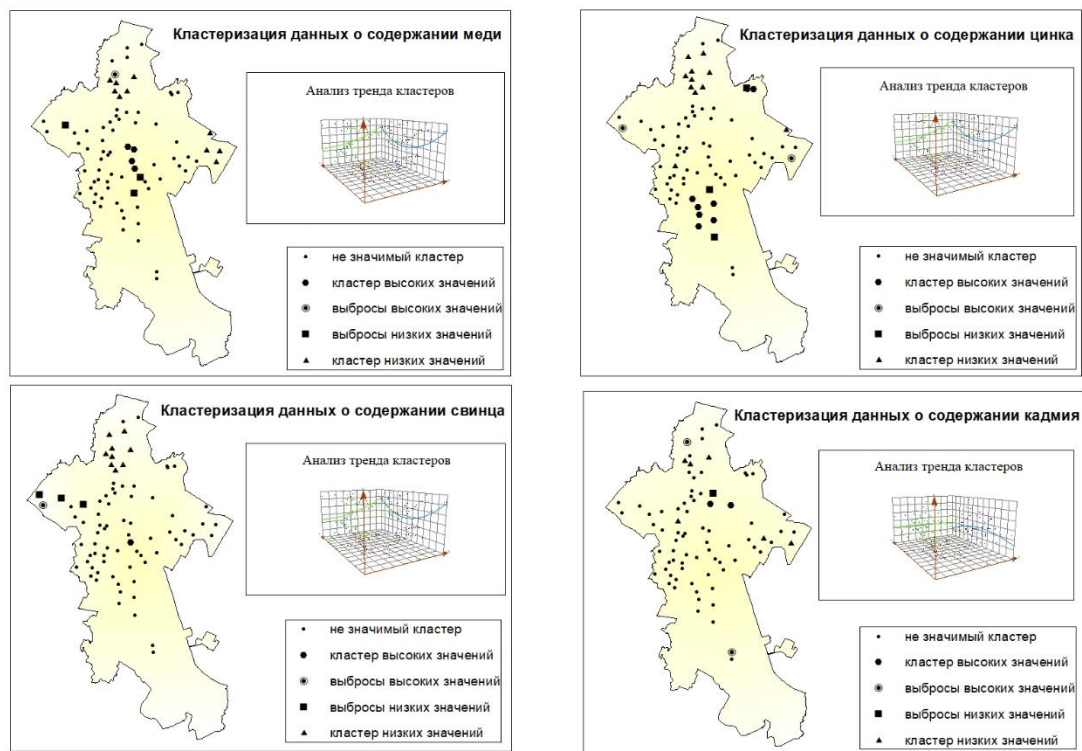 Кластеризация данных о содержании меди
Анализ тренда кластеров
не значимый кластер
кластер высоких значений
выбросы высоких значений
выбросы низких значений
кластер низких значений
Кластеризация данных о содержании цинка
Анализ тренда кластеров
не значимый кластер
кластер высоких значений
выбросы высоких значений
выбросы низких значений
кластер низких значений
Кластеризация данных о содержании свинца
Анализ тренда кластеров
не значимый кластер
кластер высоких значений
выбросы высоких значений
выбросы низких значений
кластер низких значений
Кластеризация данных о содержании кадмия
Анализ тренда кластеров
не значимый кластер
кластер высоких значений
выбросы высоких значений
выбросы низких значений
кластер низких значений